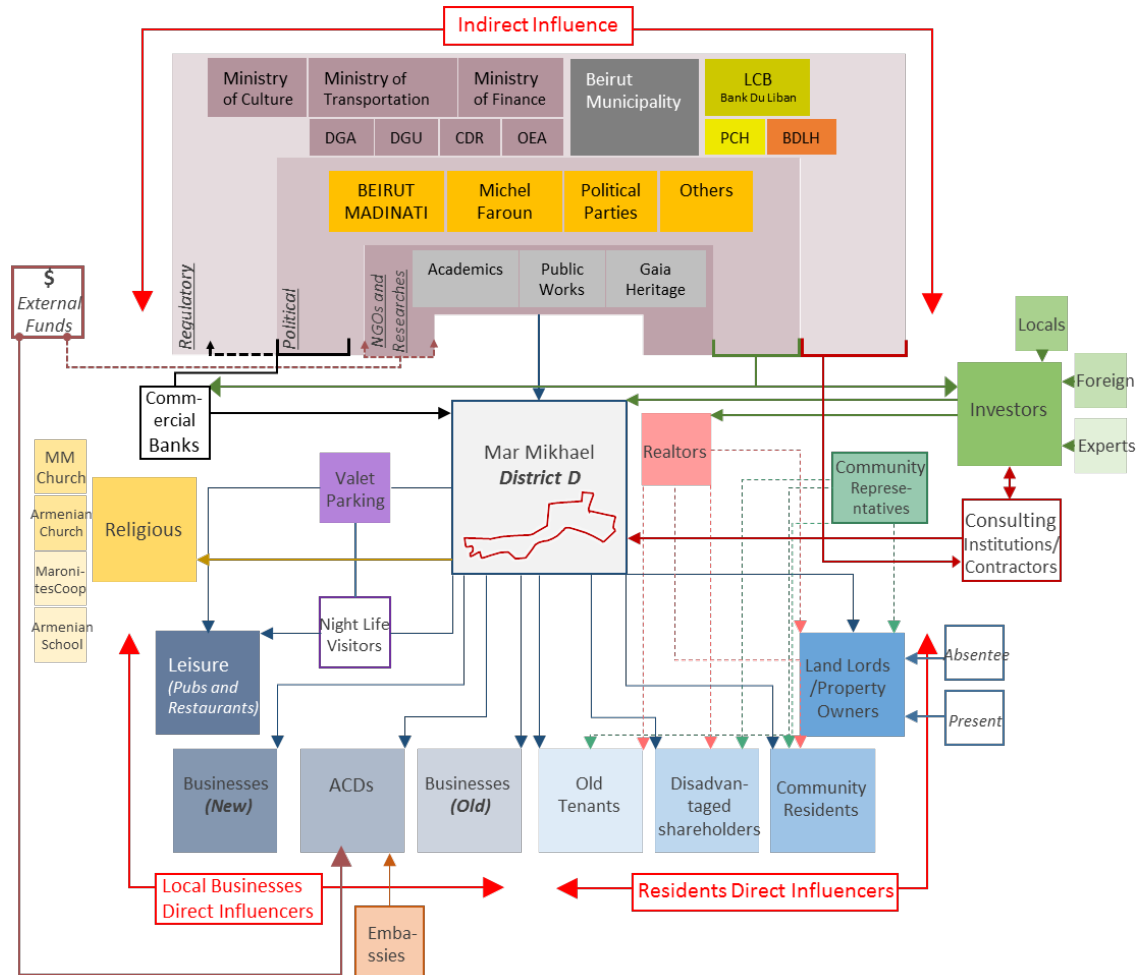 Indirect Influence
Ministry
of Culture
Ministry of
Transportation
Ministry
of Finance
Beirut
Municipality
LCB
Bank Du Liban
DGA
DGU
CDR
OEA
PCH
BDLH
BEIRUT
MADINATI
Michel
Faroun
Political
Parties
Others
Academics
Public
Works
Gaia
Heritage
Regulatory
Political
NGOs and
Researches
$
External
Funds
Locals
Foreign
Investors
Experts
Comm-
ercial
Banks
Mar Mikhael
District D
Realtors
Community
Represe-
ntatives
Valet
Parking
Consulting
Institutions/
Contractors
MM
Church
Armenian
Church
Maroni-
tesCoop
Armenian
School
Religious
Night Life
Visitors
Leisure
(Pubs and
Restaurants)
Land Lords
/Property
Owners
Absentee
Present
Businesses
(New)
ACDs
Businesses
(Old)
Old
Tenants
Disadvan-
taged
shareholders
Community
Residents
Local Businesses
Direct Influencers
Residents Direct Influencers
Emba-
ssies